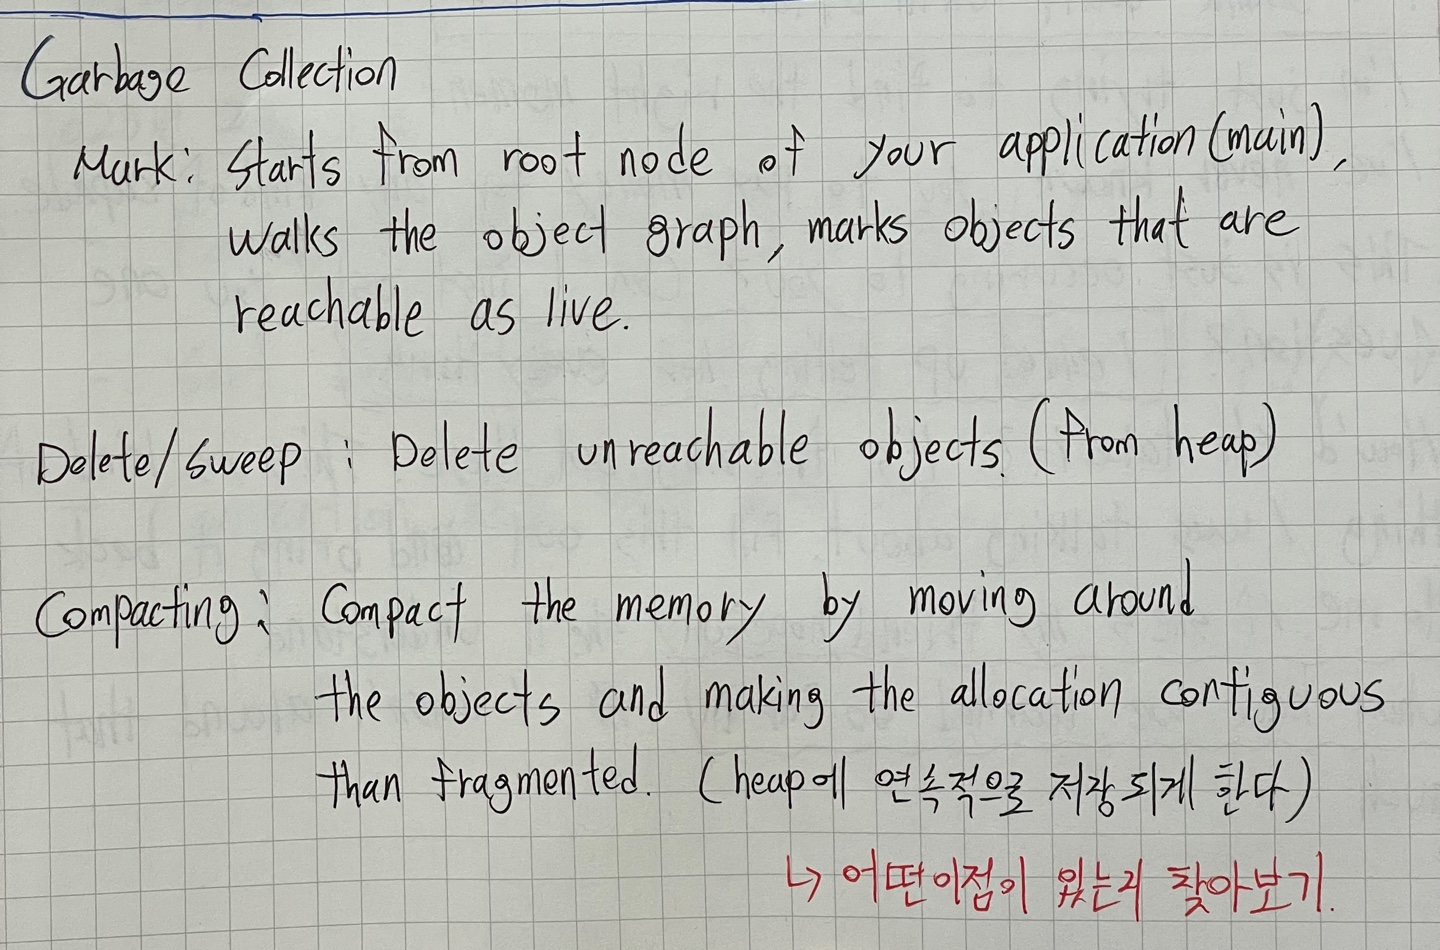 Garbage Collection
Mark: Starts from root node of your application(main),
walks the object graph, marks objects that are
reachable as live.
Delete/sweep : Delete unreachable objects. (from heap)
Compacting: Compact the memory by moving around
the objects and making the allocation contiguous
than fragmented. (heap에 연속적으로 저장되게 한다)
↳ 어떤이점이 있는지 찾아보기.